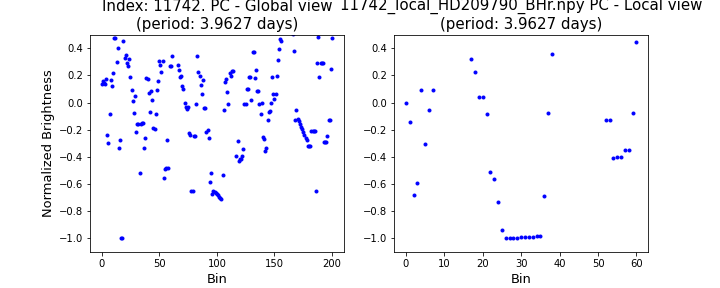 Index: 11742. PC - Global view
(period: 3.9627 days)
11742_local_HD209790_BHr.npy PC - Local view
(period: 3.9627 days)
Normalized Brightness
0.4
0.2
0.0
−0.2
−0.4
−0.6
−0.8
−1.0
0 50 100 150 200
Bin
0.4
0.2
0.0
−0.2
−0.4
−0.6
−0.8
−1.0
0 10 20 30 40 50 60
Bin